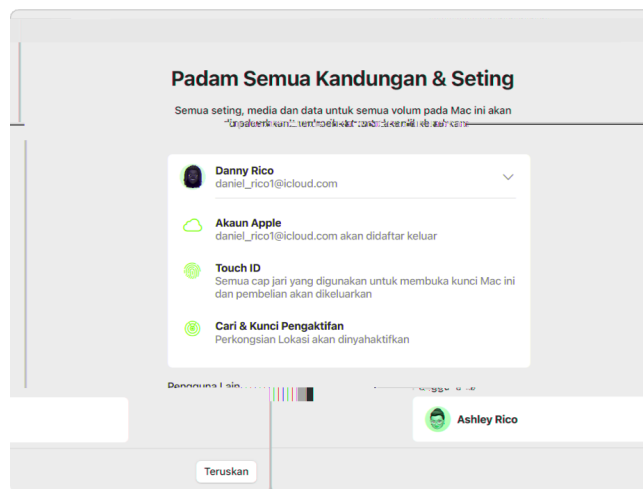 Padam Semua Kandungan & Seting
Semua seting, media dan data untuk semua volum pada Mac ini akan
Danny Rico
daniel_rico1@icloud.com
Akaun Apple
daniel_rico1@icloud.com akan didaftar keluar
Touch ID
Semua cap jari yang digunakan untuk membuka kunci Mac ini
dan pembelian akan dikeluarkan
Cari & Kunci Pengaktifan
Perkongsian Lokasi akan dinyahaktifkan
Pengguna Lain
Ashley Rico
Teruskan